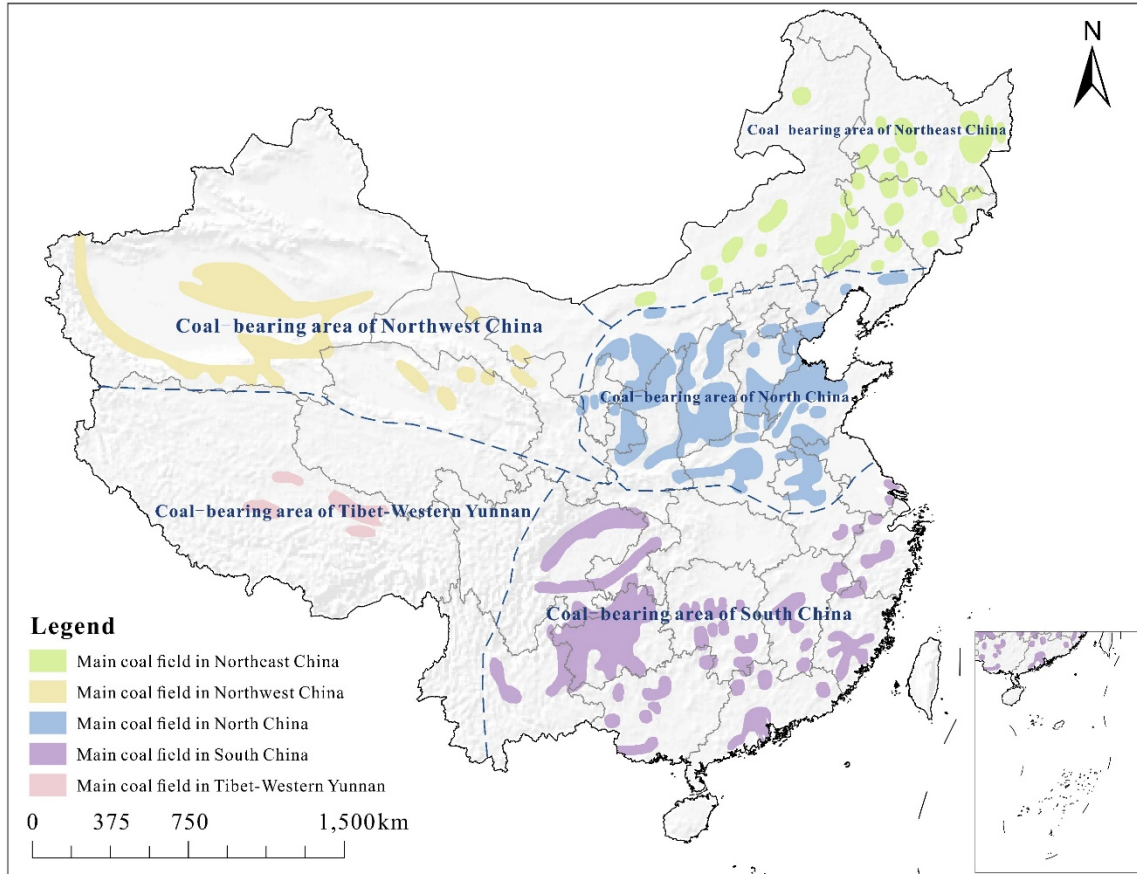 N
Coal-bearing area of Northeast China
Coal-bearing area of Northwest China
Coal-bearing area of North China
Coal-bearing area of Tibet-Western Yunnan
Coal-bearing area of South China
Legend
Main coal field in Northeast China
Main coal field in Northwest China
Main coal field in North China
Main coal field in South China
Main coal field in Tibet-Western Yunnan
0 375 750 1,500km